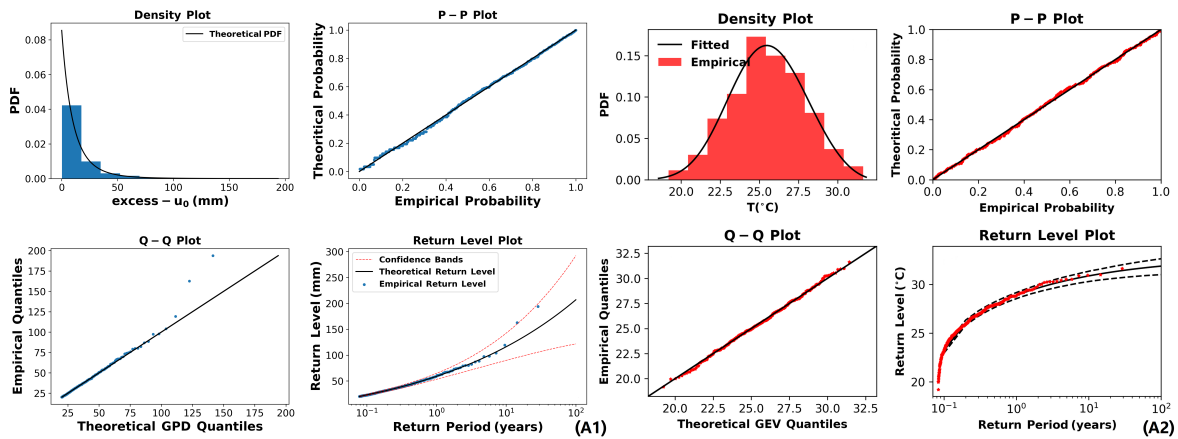 Density Plot
Theoretical PDF
PDF
0.08
0.06
0.04
0.02
0.00
0 50 100 150 200
excess − u0 (mm)
P − P Plot
Theoritical Probability
1.0
0.8
0.6
0.4
0.2
0.0
0.0 0.2 0.4 0.6 0.8 1.0
Empirical Probability
Density Plot
Fitted
Empirical
PDF
0.15
0.10
0.05
0.00
20.0 22.5 25.0 27.5 30.0
T(°C)
P − P Plot
Theoritical Probability
1.0
0.8
0.6
0.4
0.2
0.0
0.0 0.2 0.4 0.6 0.8 1.0
Empirical Probability
Q − Q Plot
Empirical Quantiles
200
175
150
125
100
75
50
25
25 50 75 100 125 150 175 200
Theoretical GPD Quantiles
Return Level Plot
Confidence Bands
Theoretical Return Level
Empirical Return Level
Return Level (mm)
300
250
200
150
100
50
10⁻¹ 10⁰ 10¹ 10²
Return Period (years)
(A1)
Q − Q Plot
Empirical Quantiles
32.5
30.0
27.5
25.0
22.5
20.0
20.0 22.5 25.0 27.5 30.0 32.5
Theoretical GEV Quantiles
Return Level Plot
Return Level (°C)
30
25
20
10⁻¹ 10⁰ 10¹ 10²
Return Period (years)
(A2)